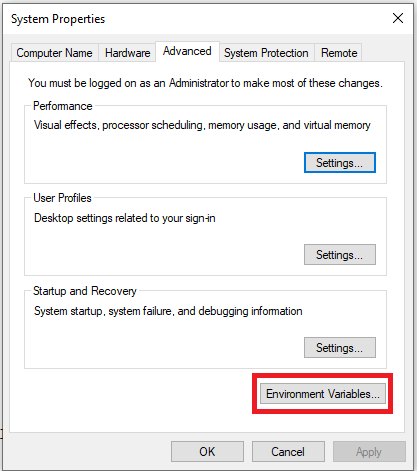 System Properties
Computer Name Hardware Advanced System Protection Remote
You must be logged on as an Administrator to make most of these changes.
Performance
Visual effects, processor scheduling, memory usage, and virtual memory
Settings...
User Profiles
Desktop settings related to your sign-in
Settings...
Startup and Recovery
System startup, system failure, and debugging information
Settings...
Environment Variables...
OK Cancel Apply